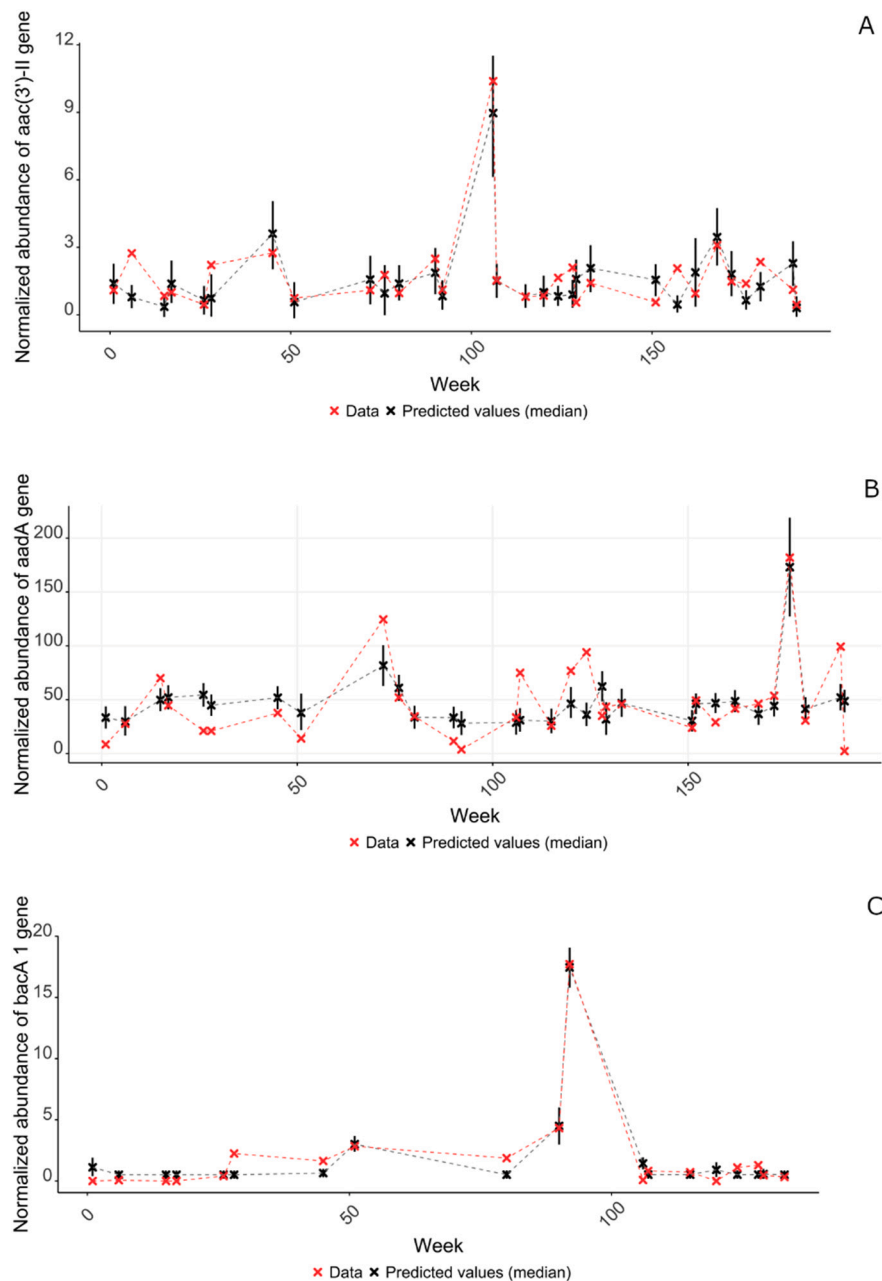 A
Normalized abundance of aac(3')-II gene
12
9
6
3
0
0
50
100
150
Week
× Data × Predicted values (median)
B
Normalized abundance of aadA gene
200
150
100
50
0
0
50
100
150
Week
× Data × Predicted values (median)
C
Normalized abundance of bacA 1 gene
20
15
10
5
0
0
50
100
Week
× Data × Predicted values (median)